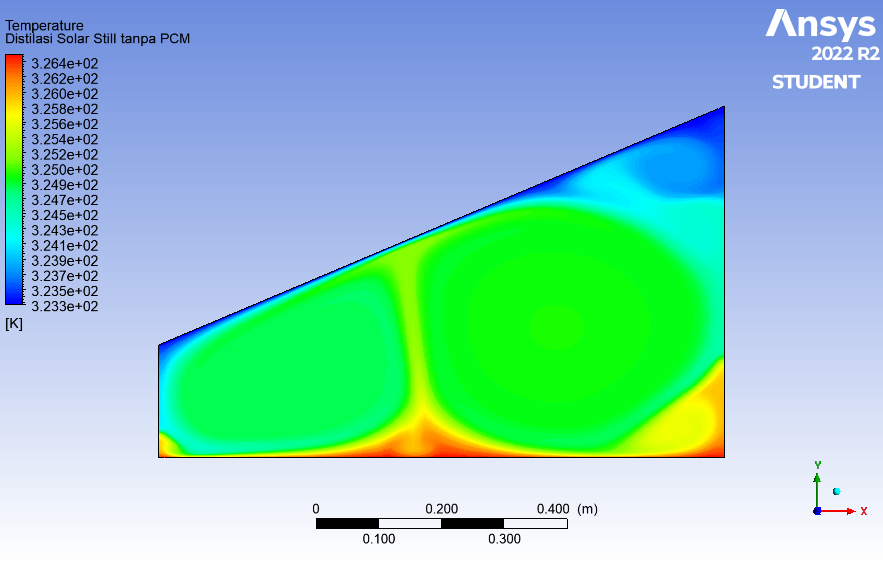 Temperature
Distilasi Solar Still tanpa PCM
3.264e+02
3.262e+02
3.260e+02
3.258e+02
3.256e+02
3.254e+02
3.252e+02
3.250e+02
3.249e+02
3.247e+02
3.245e+02
3.243e+02
3.241e+02
3.239e+02
3.237e+02
3.235e+02
3.233e+02
[K]
Ansys
2022 R2
STUDENT
0 0.200 0.400 (m)
0.100 0.300
Y
X